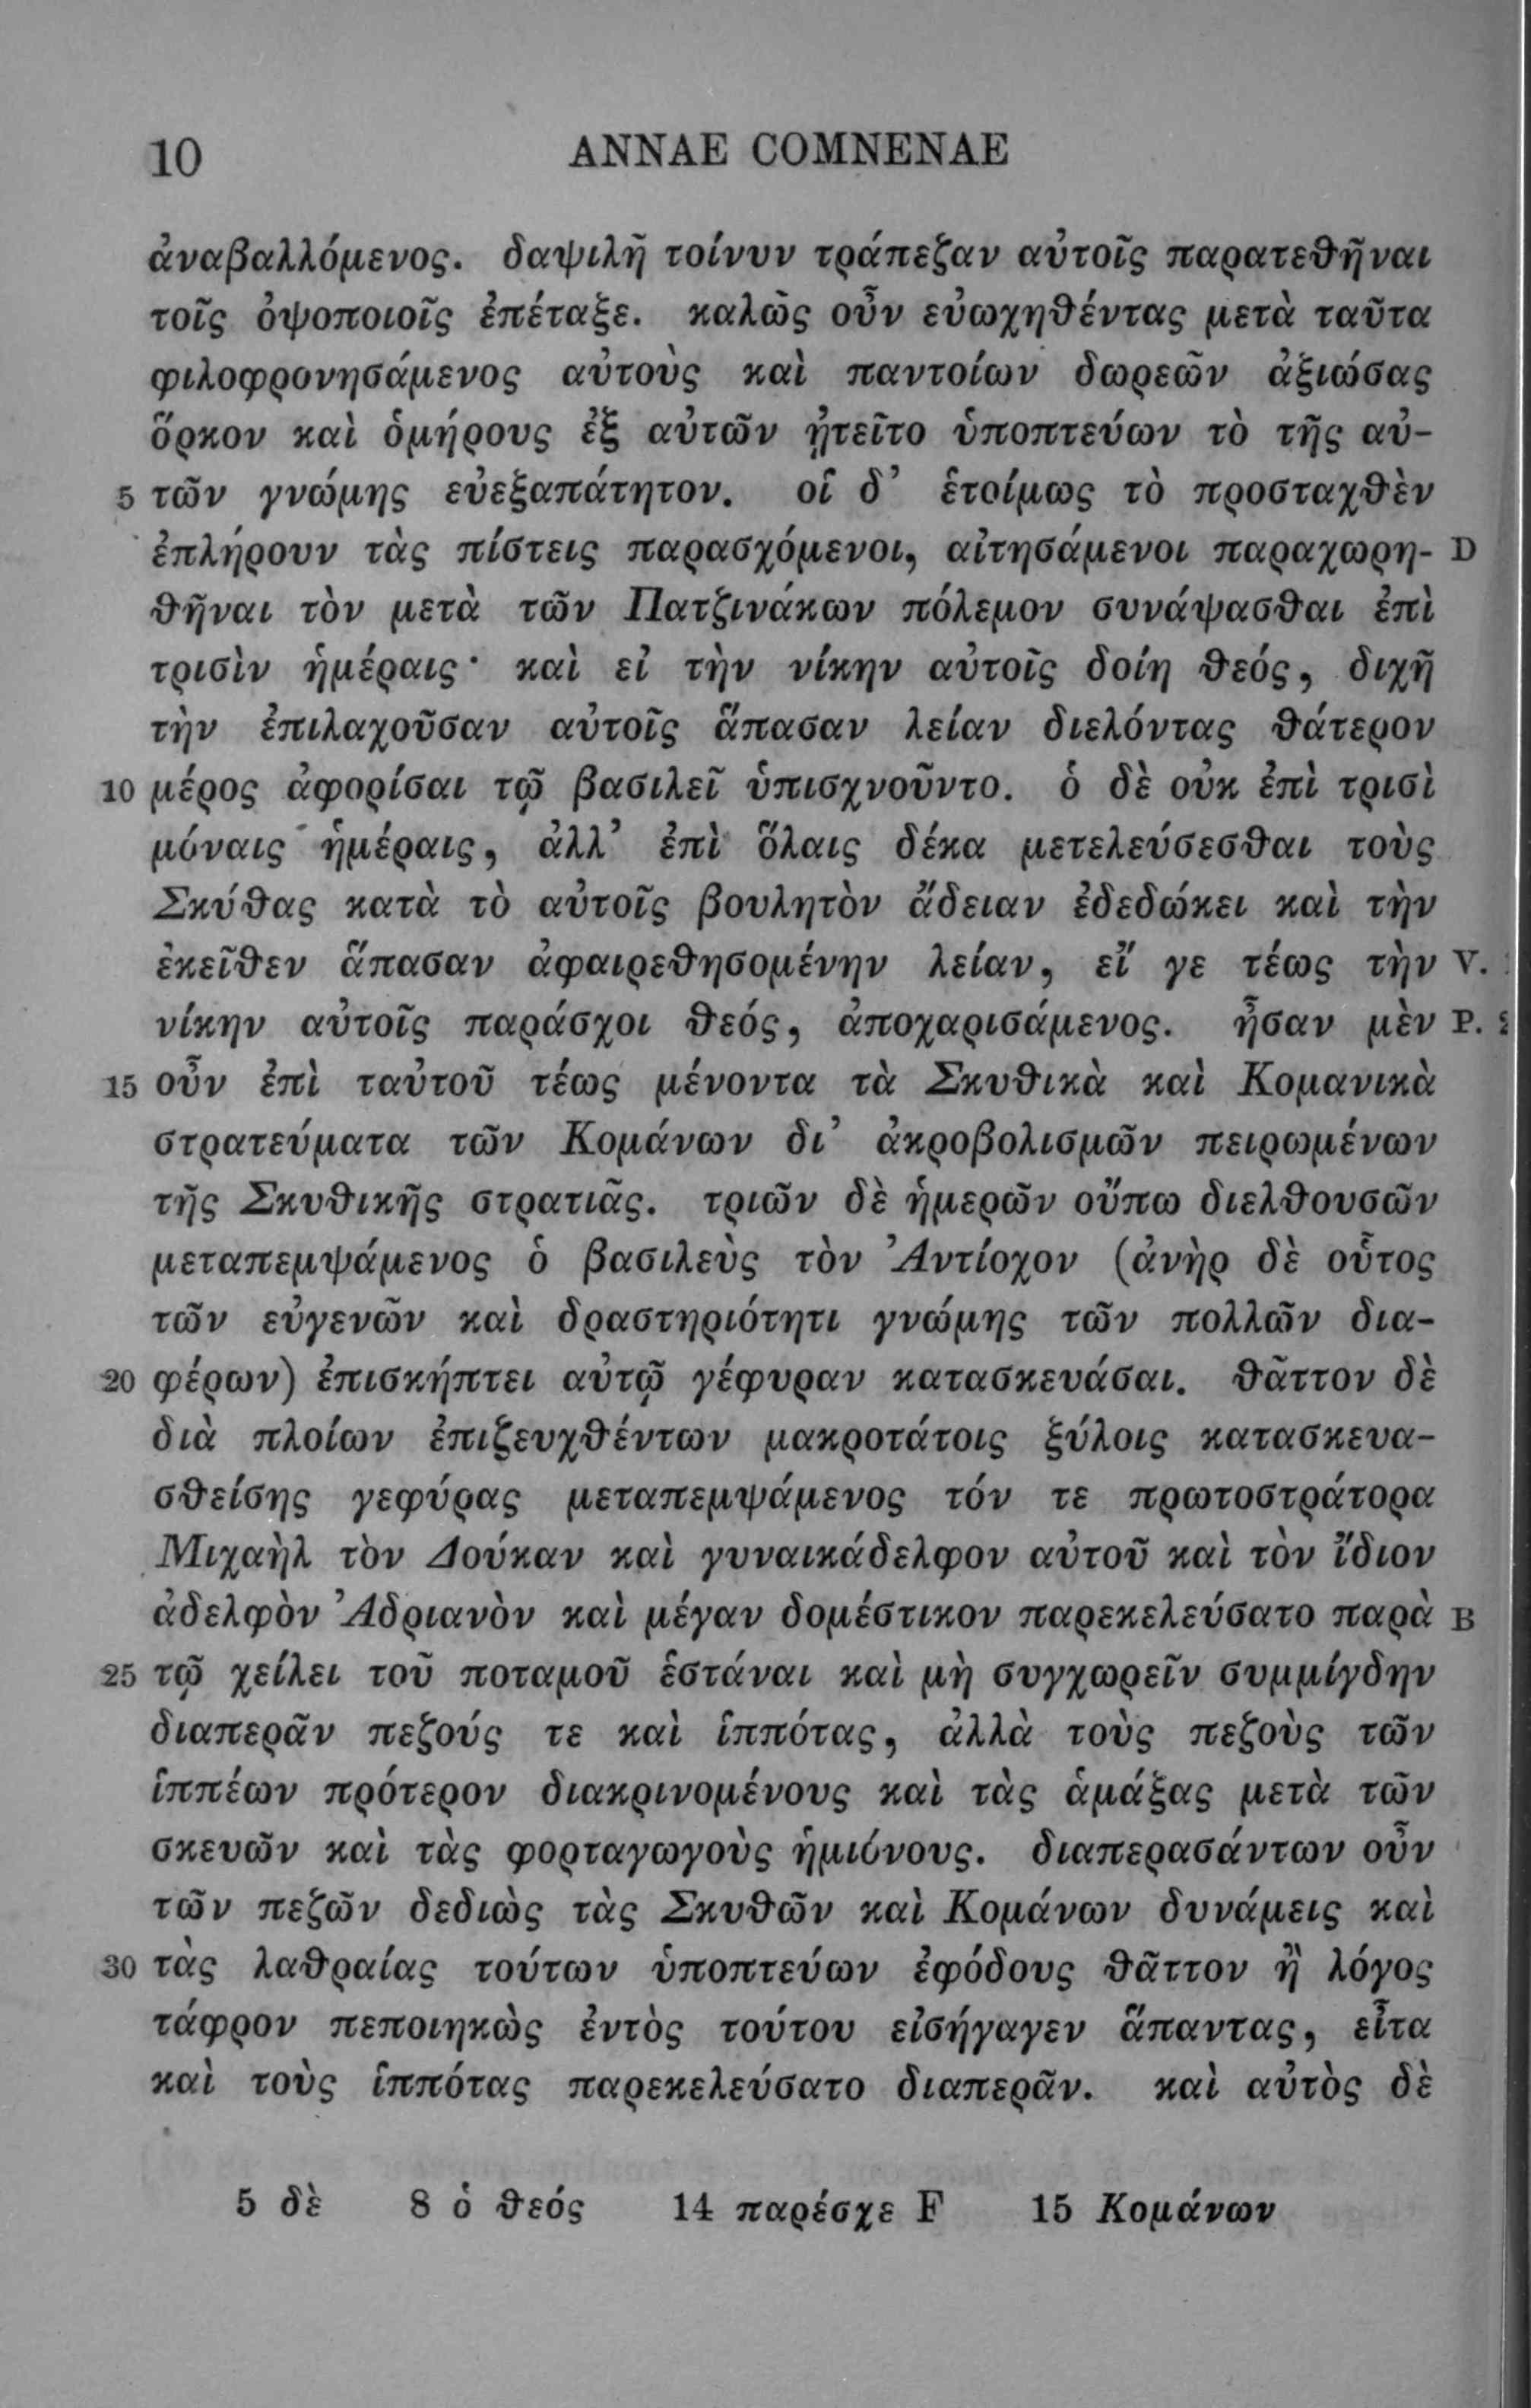 10 ANNAE COMNENAE
ἀναβαλλόμενος. δαψιλῆ τοίνυν τράπεζαν αὐτοῖς παρατεθῆναι
τοῖς ὀψοποιοῖς ἐπέταξε. καλῶς οὖν εὐωχηθέντας μετὰ ταῦτα
φιλοφρονησάμενος αὐτοὺς καὶ παντοίων δωρεῶν ἀξιώσας
ὅρκον καὶ ὁμήρους ἐξ αὐτῶν ᾐτεῖτο ὑποπτεύων τὸ τῆς αὐ-
5 τῶν γνώμης εὐεξαπάτητον. οἱ δ’ ἑτοίμως τὸ προσταχθὲν
ἐπλήρουν τὰς πίστεις παρασχόμενοι, αἰτησάμενοι παραχωρη- D
θῆναι τὸν μετὰ τῶν Πατζινάκων πόλεμον συνάψασθαι ἐπὶ
τρισὶν ἡμέραις· καὶ εἰ τὴν νίκην αὐτοῖς δοίη θεός, διχῆ
τὴν ἐπιλαχοῦσαν αὐτοῖς ἅπασαν λείαν διελόντας θάτερον
10 μέρος ἀφορίσαι τῷ βασιλεῖ ὑπισχνοῦντο. ὁ δὲ οὐκ ἐπὶ τρισὶ
μόναις ἡμέραις, ἀλλ’ ἐπὶ ὅλαις δέκα μετελεύσεσθαι τοὺς
Σκύθας κατὰ τὸ αὐτοῖς βουλητὸν ἄδειαν ἐδεδώκει καὶ τὴν
ἐκεῖθεν ἅπασαν ἀφαιρεθησομένην λείαν, εἴ γε τέως τὴν V.
νίκην αὐτοῖς παράσχοι θεός, ἀποχαρισάμενος. ἦσαν μὲν P.
15 οὖν ἐπὶ ταὐτοῦ τέως μένοντα τὰ Σκυθικὰ καὶ Κομανικὰ
στρατεύματα τῶν Κομάνων δι’ ἀκροβολισμῶν πειρωμένων
τῆς Σκυθικῆς στρατιᾶς. τριῶν δὲ ἡμερῶν οὔπω διελθουσῶν
μεταπεμψάμενος ὁ βασιλεὺς τὸν Ἀντίοχον (ἀνὴρ δὲ οὗτος
τῶν εὐγενῶν καὶ δραστηριότητι γνώμης τῶν πολλῶν δια-
20 φέρων) ἐπισκήπτει αὐτῷ γέφυραν κατασκευάσαι. θᾶττον δὲ
διὰ πλοίων ἐπιζευχθέντων μακροτάτοις ξύλοις κατασκευα-
σθείσης γεφύρας μεταπεμψάμενος τόν τε πρωτοστράτορα
Μιχαὴλ τὸν Δούκαν καὶ γυναικάδελφον αὐτοῦ καὶ τὸν ἴδιον
ἀδελφὸν Ἀδριανὸν καὶ μέγαν δομέστικον παρεκελεύσατο παρὰ B
25 τῷ χείλει τοῦ ποταμοῦ ἑστάναι καὶ μὴ συγχωρεῖν συμμίγδην
διαπερᾶν πεζούς τε καὶ ἱππότας, ἀλλὰ τοὺς πεζοὺς τῶν
ἱππέων πρότερον διακρινομένους καὶ τὰς ἁμάξας μετὰ τῶν
σκευῶν καὶ τὰς φορταγωγοὺς ἡμιόνους. διαπερασάντων οὖν
τῶν πεζῶν δεδιὼς τὰς Σκυθῶν καὶ Κομάνων δυνάμεις καὶ
30 τὰς λαθραίας τούτων ὑποπτεύων ἐφόδους θᾶττον ἢ λόγος
τάφρον πεποιηκὼς ἐντὸς τούτου εἰσήγαγεν ἅπαντας, εἶτα
καὶ τοὺς ἱππότας παρεκελεύσατο διαπερᾶν. καὶ αὐτὸς δὲ
5 δὲ 8 ὁ θεός 14 παρέσχε F 15 Κομάνων